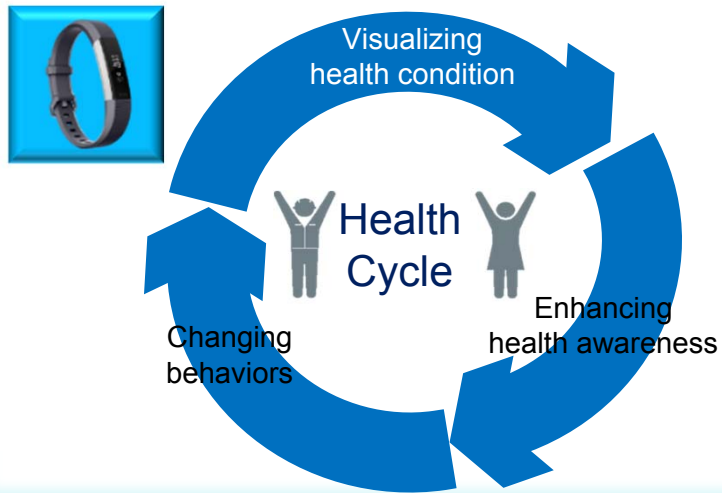 Visualizing
health condition
Health
Cycle
Enhancing
health awareness
Changing
behaviors